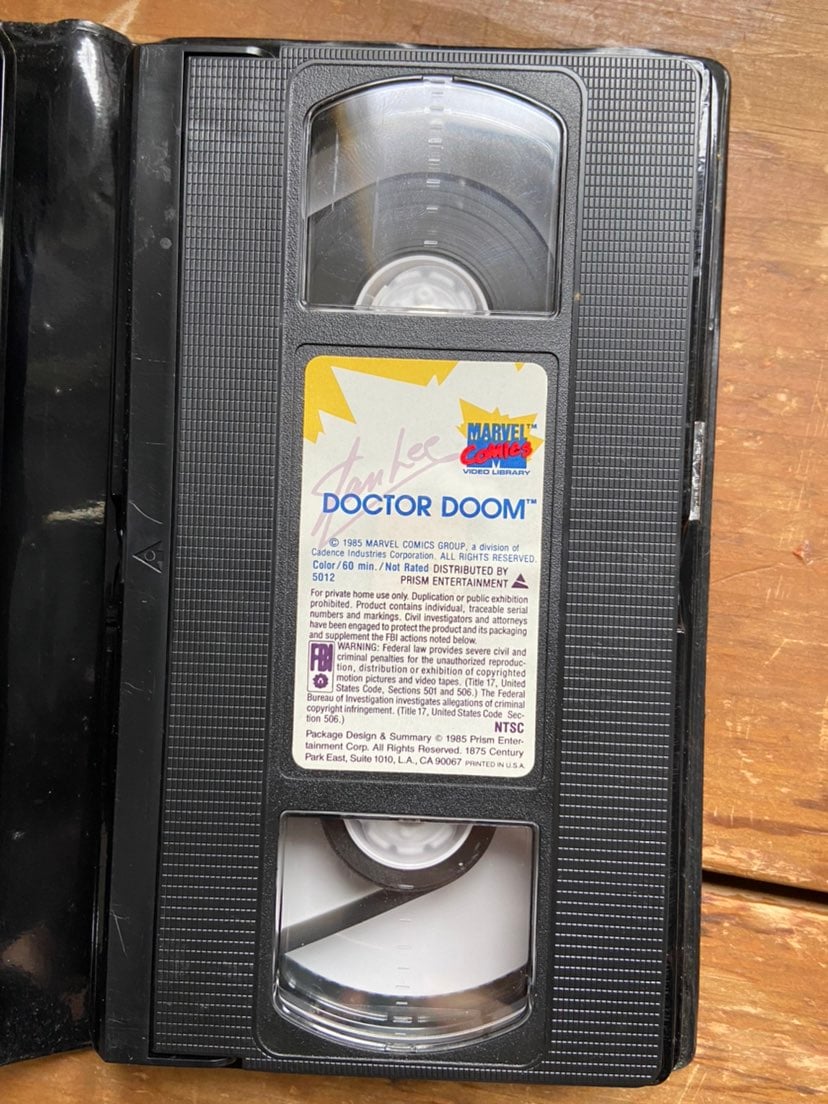 MARVEL™
Comics
VIDEO LIBRARY
Stan Lee
DOCTOR DOOM™
© 1985 MARVEL COMICS GROUP, a division of
Cadence Industries Corporation. ALL RIGHTS RESERVED.
Color/60 min./Not Rated DISTRIBUTED BY
5012 PRISM ENTERTAINMENT
For private home use only. Duplication or public exhibition
prohibited. Product contains individual, traceable serial
numbers and markings. Civil investigators and attorneys
have been engaged to protect the product and its packaging
and supplement the FBI actions noted below.
FBI
WARNING: Federal law provides severe civil and
criminal penalties for the unauthorized reproduc-
tion, distribution or exhibition of copyrighted
motion pictures and video tapes. (Title 17, United
States Code, Sections 501 and 506.) The Federal
Bureau of Investigation investigates allegations of criminal
copyright infringement. (Title 17, United States Code Sec-
tion 506.)
NTSC
Package Design & Summary © 1985 Prism Enter-
tainment Corp. All Rights Reserved. 1875 Century
Park East, Suite 1010, L.A., CA 90067 PRINTED IN U.S.A.